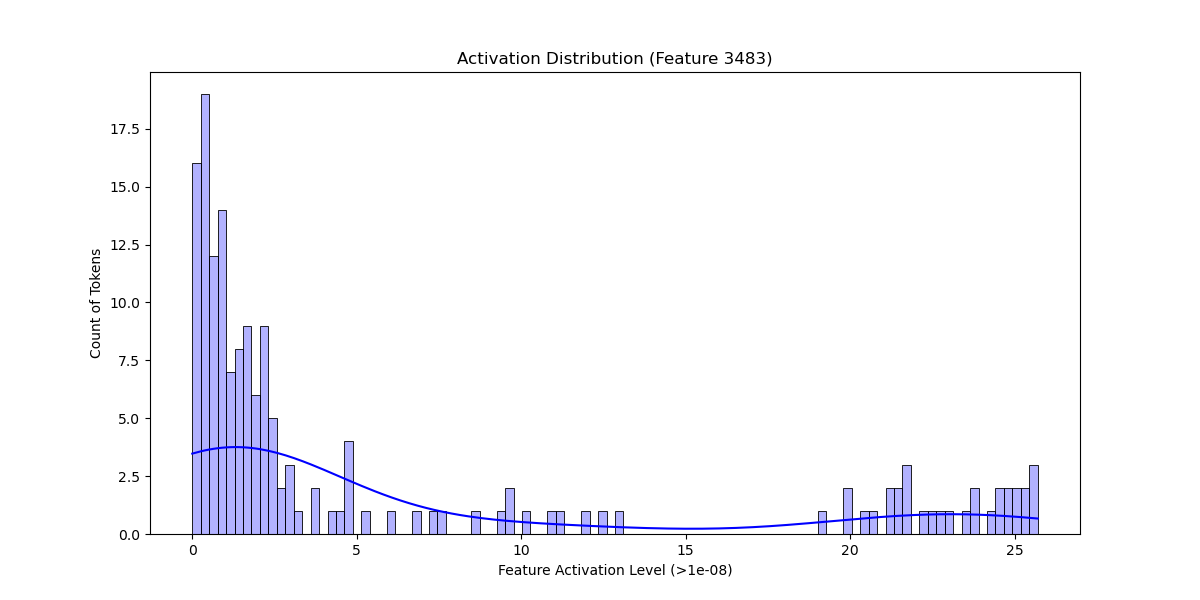 Activation Distribution (Feature 3483)
Count of Tokens
17.5
15.0
12.5
10.0
7.5
5.0
2.5
0.0
0 5 10 15 20 25
Feature Activation Level (>1e-08)